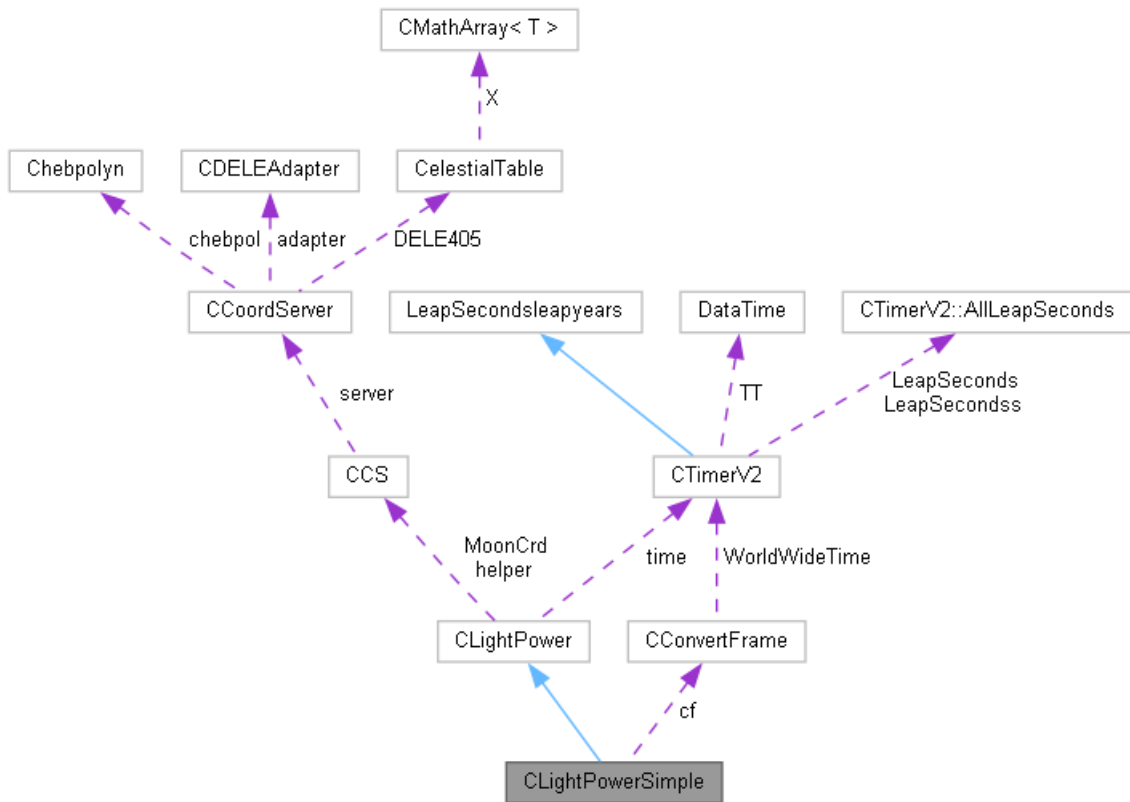 CMathArray< T >
X
Chebpolyn
CDELEAdapter
CelestialTable
chebpol
adapter
DELE405
CCoordServer
LeapSecondsleapyears
DataTime
CTimerV2::AllLeapSeconds
server
TT
LeapSeconds
LeapSecondss
CCS
CTimerV2
MoonCrd
helper
time
WorldWideTime
CLightPower
CConvertFrame
cf
CLightPowerSimple